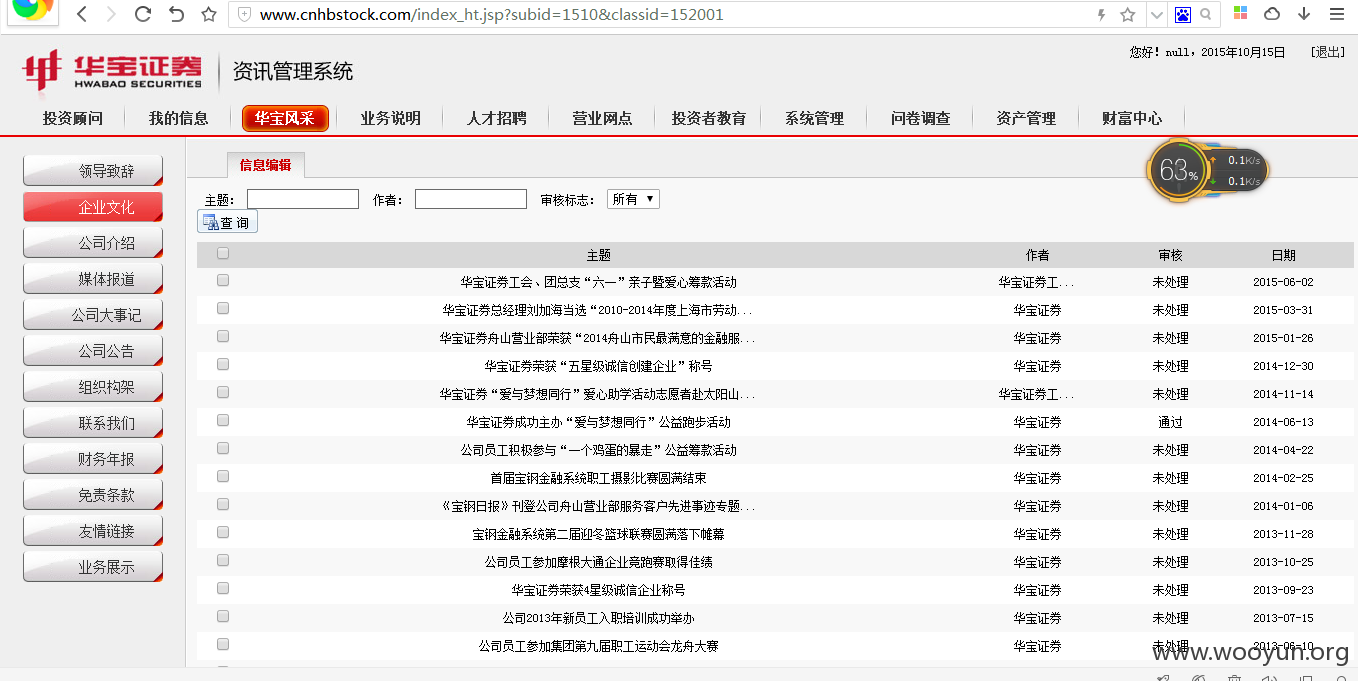 www.cnhbstock.com/index_ht.jsp?subid=1510&classid=152001
华宝证券
HWABAO SECURITIES
资讯管理系统
您好！null，2015年10月15日 [退出]
投资顾问 我的信息 华宝风采 业务说明 人才招聘 营业网点 投资者教育 系统管理 问卷调查 资产管理 财富中心
领导致辞
企业文化
公司介绍
媒体报道
公司大事记
公司公告
组织构架
联系我们
财务年报
免责条款
友情链接
业务展示
信息编辑
63%
0.1K/s
0.1K/s
主题： 作者： 审核标志： 所有
查 询
主题 作者 审核 日期
华宝证券工会、团总支“六一”亲子暨爱心筹款活动 华宝证券工... 未处理 2015-06-02
华宝证券总经理刘加海当选“2010-2014年度上海市劳动... 华宝证券 未处理 2015-03-31
华宝证券舟山营业部荣获“2014舟山市民最满意的金融服... 华宝证券 未处理 2015-01-26
华宝证券荣获“五星级诚信创建企业”称号 华宝证券 未处理 2014-12-30
华宝证券“爱与梦想同行”爱心助学活动志愿者赴太阳山... 华宝证券工... 未处理 2014-11-14
华宝证券成功主办“爱与梦想同行”公益跑步活动 华宝证券 通过 2014-06-13
公司员工积极参与“一个鸡蛋的暴走”公益筹款活动 华宝证券 未处理 2014-04-22
首届宝钢金融系统职工摄影比赛圆满结束 华宝证券 未处理 2014-02-25
《宝钢日报》刊登公司舟山营业部服务客户先进事迹专题... 华宝证券 未处理 2014-01-06
宝钢金融系统第二届迎冬篮球联赛圆满落下帷幕 华宝证券 未处理 2013-11-28
公司员工参加摩根大通企业竞跑赛取得佳绩 华宝证券 未处理 2013-10-25
华宝证券荣获4星级诚信企业称号 华宝证券 未处理 2013-09-23
公司2013年新员工入职培训成功举办 华宝证券 未处理 2013-07-15
公司员工参加集团第九届职工运动会龙舟大赛 华宝证券 未处理 2013-06-10
www.wooyun.org